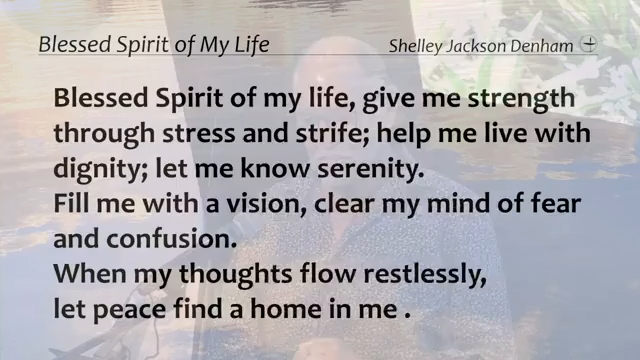 Blessed Spirit of My Life
Shelley Jackson Denham
Blessed Spirit of my life, give me strength
through stress and strife; help me live with
dignity; let me know serenity.
Fill me with a vision, clear my mind of fear
and confusion.
When my thoughts flow restlessly,
let peace find a home in me .